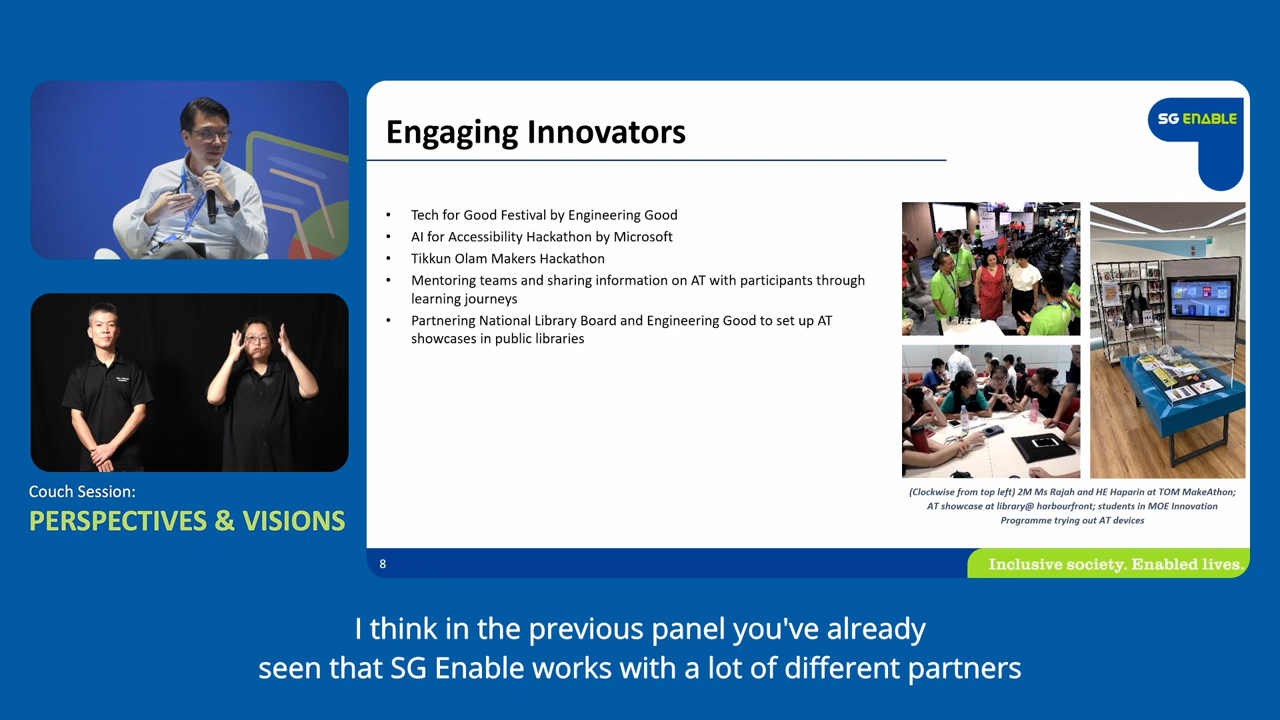 Engaging Innovators
SG ENABLE
• Tech for Good Festival by Engineering Good
• AI for Accessibility Hackathon by Microsoft
• Tikkun Olam Makers Hackathon
• Mentoring teams and sharing information on AT with participants through
learning journeys
• Partnering National Library Board and Engineering Good to set up AT
showcases in public libraries
(Clockwise from top left) 2M Ms Rajah and HE Haparin at TOM MakeAthon;
AT showcase at library@ harbourfront; students in MOE Innovation
Programme trying out AT devices
8
Inclusive society. Enabled lives.
Couch Session:
PERSPECTIVES & VISIONS
I think in the previous panel you've already
seen that SG Enable works with a lot of different partners